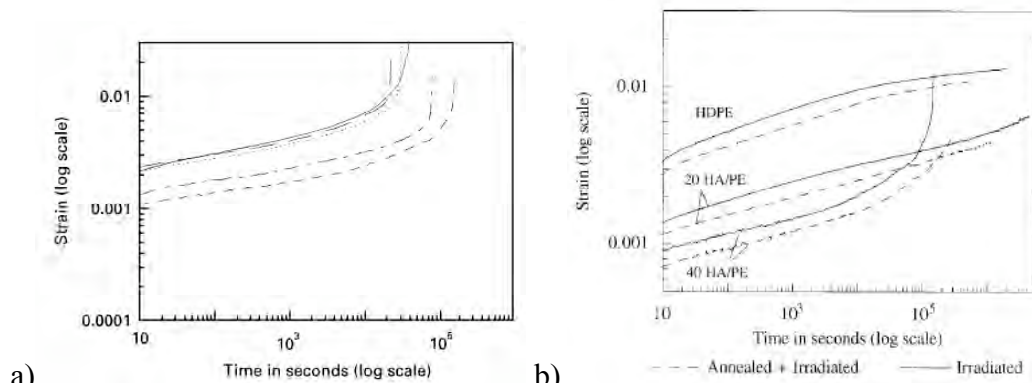 0.01
0.001
0.0001
Strain (log scale)
10 10³ 10⁵
Time in seconds (log scale)
a)
0.01
0.001
Strain (log scale)
HDPE
20 HA/PE
40 HA/PE
10 10³ 10⁵
Time in seconds (log scale)
Annealed + Irradiated
Irradiated
b)